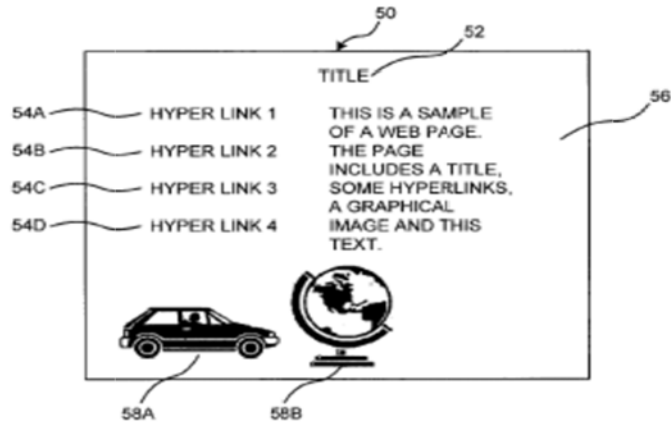 50
52
TITLE
54A
HYPER LINK 1
54B
HYPER LINK 2
54C
HYPER LINK 3
54D
HYPER LINK 4
THIS IS A SAMPLE
OF A WEB PAGE.
THE PAGE
INCLUDES A TITLE,
SOME HYPERLINKS,
A GRAPHICAL
IMAGE AND THIS
TEXT.
56
58A
58B